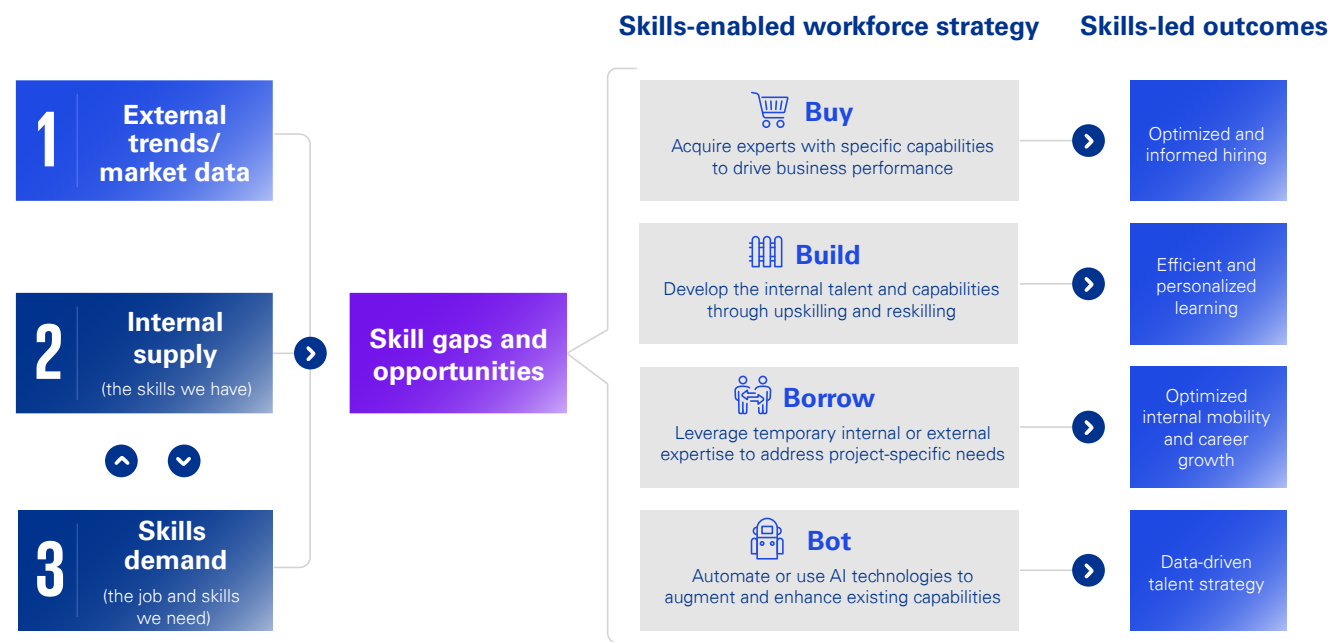 Skills-enabled workforce strategy
Skills-led outcomes
1
External
trends/
market data
2
Internal
supply
(the skills we have)
3
Skills
demand
(the job and skills
we need)
Skill gaps and
opportunities
Buy
Acquire experts with specific capabilities
to drive business performance
Optimized and
informed hiring
Build
Develop the internal talent and capabilities
through upskilling and reskilling
Efficient and
personalized
learning
Borrow
Leverage temporary internal or external
expertise to address project-specific needs
Optimized
internal mobility
and career
growth
Bot
Automate or use AI technologies to
augment and enhance existing capabilities
Data-driven
talent strategy